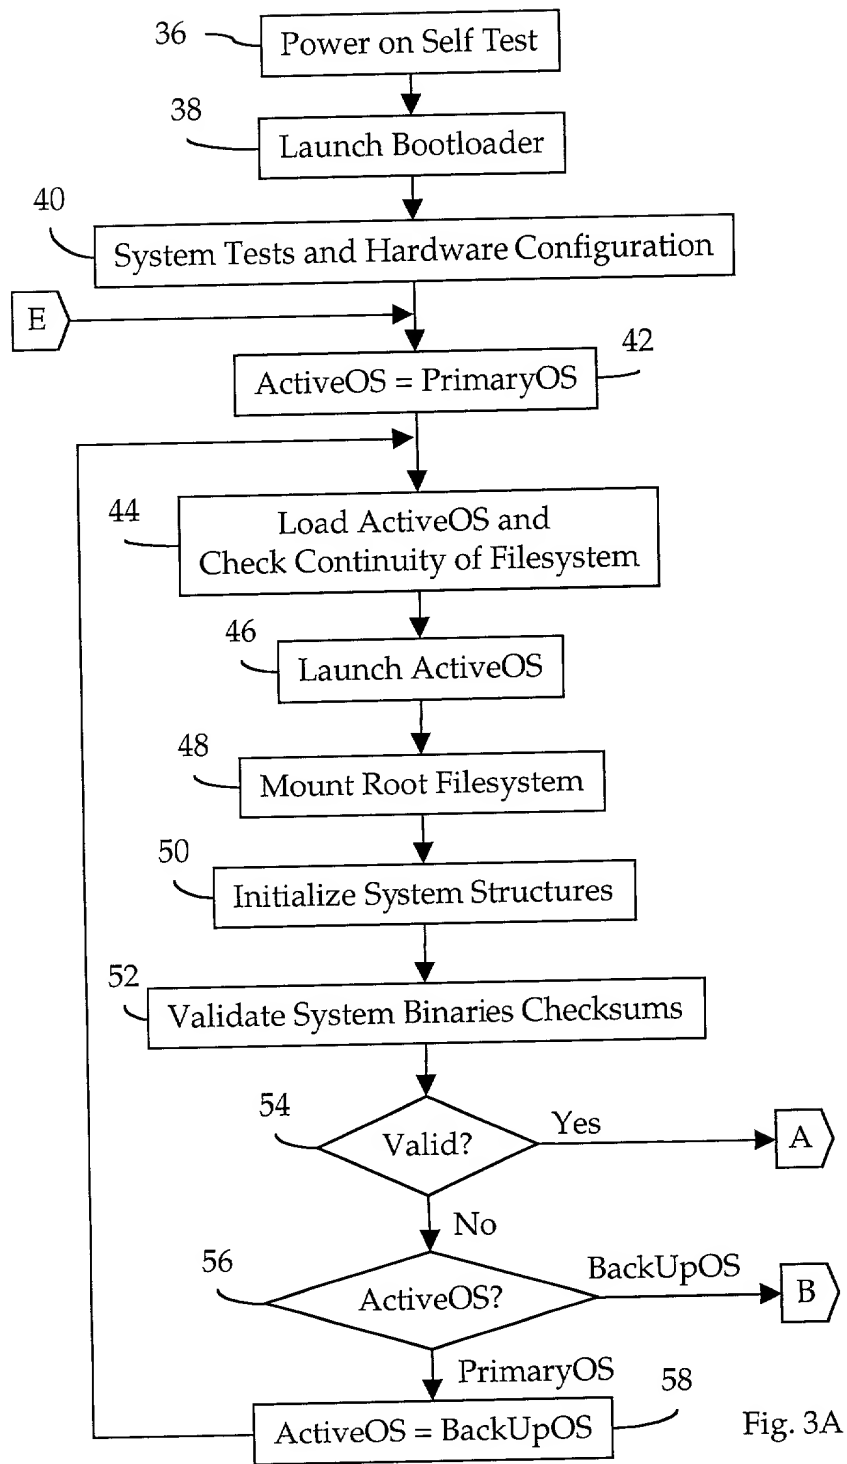 36
Power on Self Test
38
Launch Bootloader
40
System Tests and Hardware Configuration
E
42
ActiveOS = PrimaryOS
44
Load ActiveOS and
Check Continuity of Filesystem
46
Launch ActiveOS
48
Mount Root Filesystem
50
Initialize System Structures
52
Validate System Binaries Checksums
54
Valid?
Yes
A
No
56
ActiveOS?
BackUpOS
B
PrimaryOS
58
ActiveOS = BackUpOS
Fig. 3A